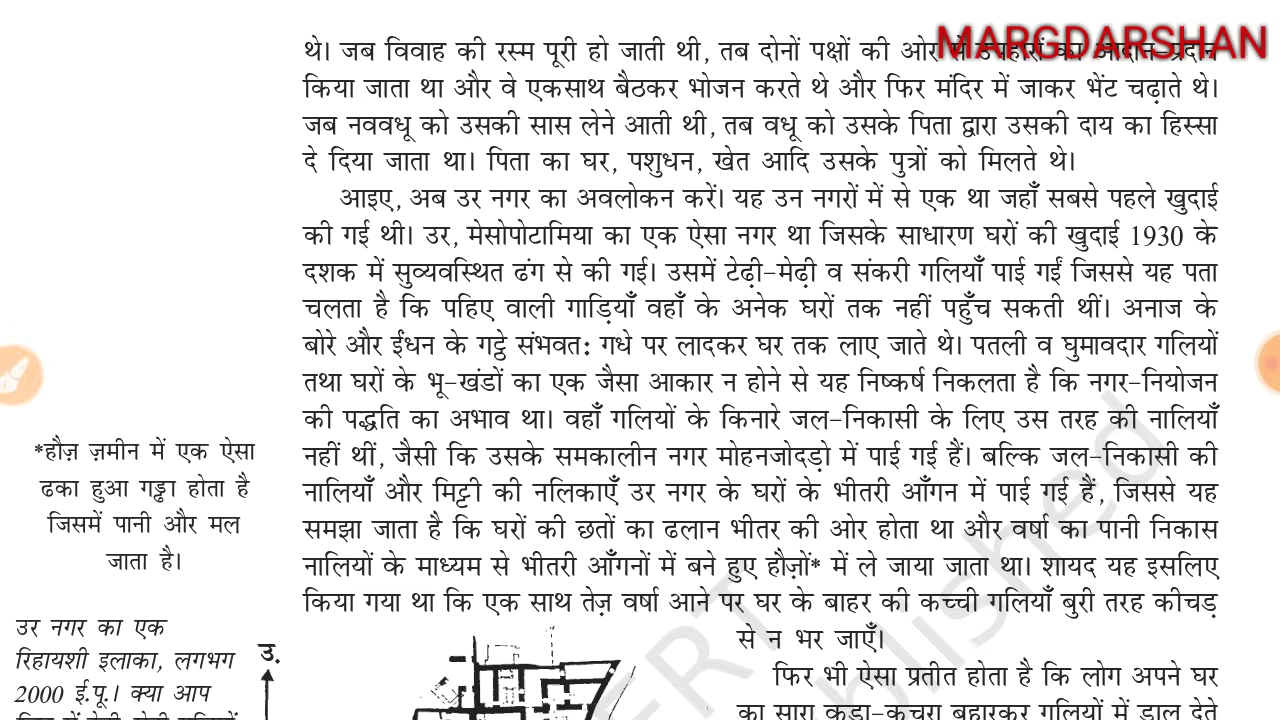 MARGDARSHAN
थे। जब विवाह की रस्म पूरी हो जाती थी, तब दोनों पक्षों की ओर से उपहारों का आदान-प्रदान
किया जाता था और वे एकसाथ बैठकर भोजन करते थे और फिर मंदिर में जाकर भेंट चढ़ाते थे।
जब नववधू को उसकी सास लेने आती थी, तब वधू को उसके पिता द्वारा उसकी दाय का हिस्सा
दे दिया जाता था। पिता का घर, पशुधन, खेत आदि उसके पुत्रों को मिलते थे।
आइए, अब उर नगर का अवलोकन करें। यह उन नगरों में से एक था जहाँ सबसे पहले खुदाई
की गई थी। उर, मेसोपोटामिया का एक ऐसा नगर था जिसके साधारण घरों की खुदाई 1930 के
दशक में सुव्यवस्थित ढंग से की गई। उसमें टेढ़ी-मेढ़ी व संकरी गलियाँ पाई गईं जिससे यह पता
चलता है कि पहिए वाली गाड़ियाँ वहाँ के अनेक घरों तक नहीं पहुँच सकती थीं। अनाज के
बोरे और ईंधन के गट्ठे संभवत: गधे पर लादकर घर तक लाए जाते थे। पतली व घुमावदार गलियों
तथा घरों के भू-खंडों का एक जैसा आकार न होने से यह निष्कर्ष निकलता है कि नगर-नियोजन
की पद्धति का अभाव था। वहाँ गलियों के किनारे जल-निकासी के लिए उस तरह की नालियाँ
नहीं थीं, जैसी कि उसके समकालीन नगर मोहनजोदड़ो में पाई गई हैं। बल्कि जल-निकासी की
नालियाँ और मिट्टी की नलिकाएँ उर नगर के घरों के भीतरी आँगन में पाई गई हैं, जिससे यह
समझा जाता है कि घरों की छतों का ढलान भीतर की ओर होता था और वर्षा का पानी निकास
नालियों के माध्यम से भीतरी आँगनों में बने हुए हौज़ों* में ले जाया जाता था। शायद यह इसलिए
किया गया था कि एक साथ तेज़ वर्षा आने पर घर के बाहर की कच्ची गलियाँ बुरी तरह कीचड़
से न भर जाएँ।
फिर भी ऐसा प्रतीत होता है कि लोग अपने घर
का सारा कूड़ा-कचरा बुहारकर गलियों में डाल देते
*हौज़ ज़मीन में एक ऐसा
ढका हुआ गड्ढा होता है
जिसमें पानी और मल
जाता है।
उर नगर का एक
रिहायशी इलाका, लगभग
2000 ई.पू.। क्या आप
उ.